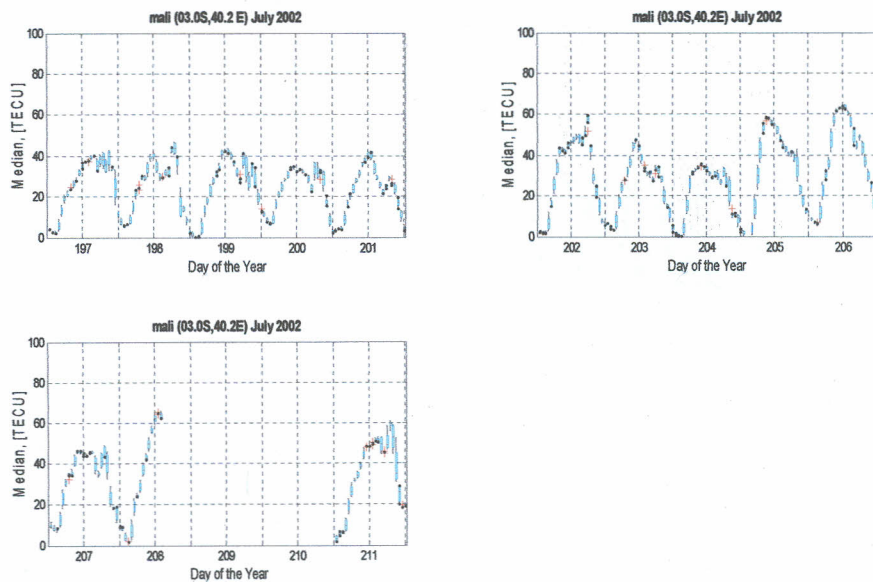 mali (03.0S,40.2 E) July 2002
Median, [TECU]
100
80
60
40
20
0
197 198 199 200 201
Day of the Year
mali (03.0S,40.2E) July 2002
Median, [TECU]
100
80
60
40
20
0
202 203 204 205 206
Day of the Year
mali (03.0S,40.2E) July 2002
Median, [TECU]
100
80
60
40
20
0
207 208 209 210 211
Day of the Year